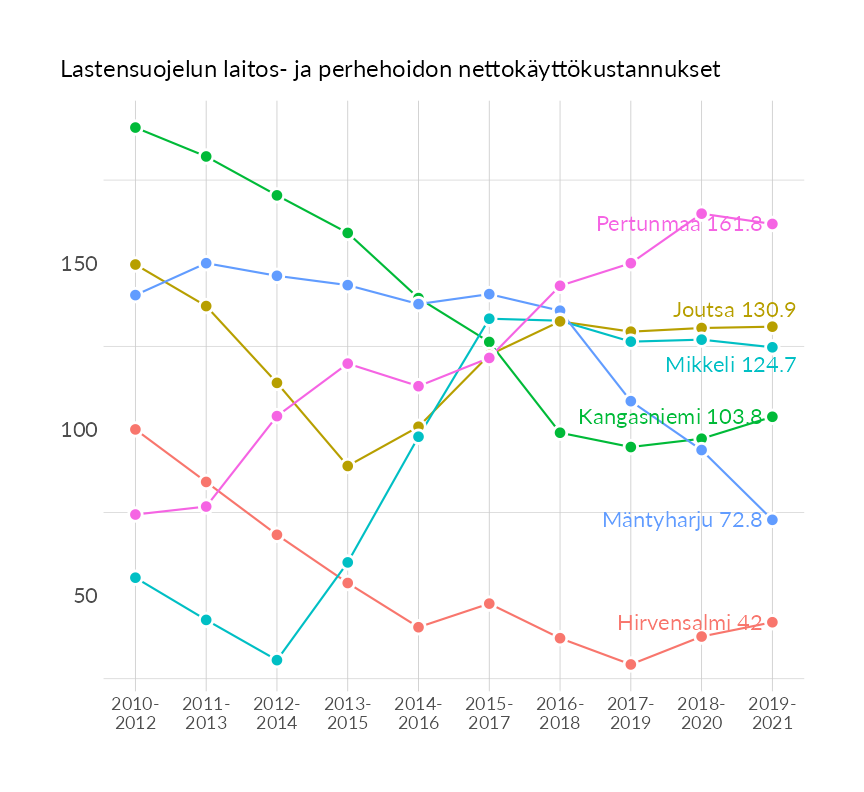 Lastensuojelun laitos- ja perhehoidon nettokäyttökustannukset
Pertunmaa 161.8
150
Joutsa 130.9
Mikkeli 124.7
Kangasniemi 103.8
100
Mäntyharju 72.8
50
Hirvensalmi 42
2010- 2011- 2012- 2013- 2014- 2015- 2016- 2017- 2018- 2019-
2012 2013 2014 2015 2016 2017 2018 2019 2020 2021